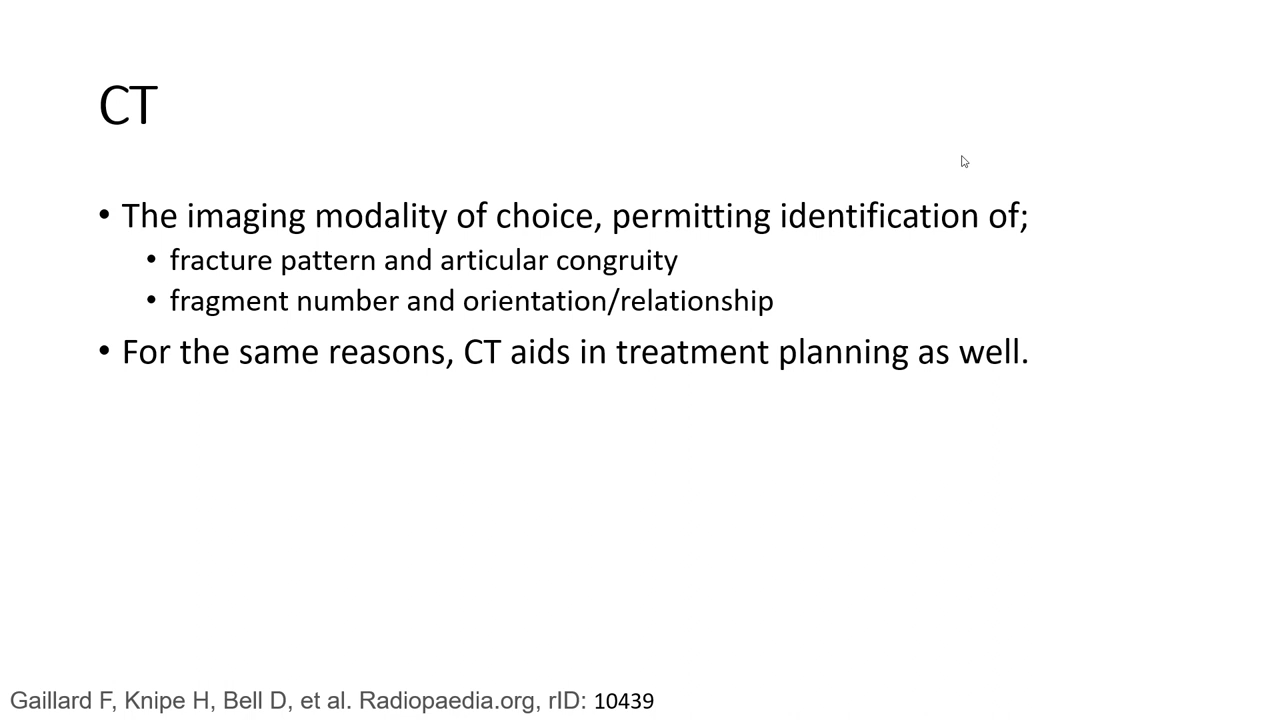 CT
• The imaging modality of choice, permitting identification of;
• fracture pattern and articular congruity
• fragment number and orientation/relationship
• For the same reasons, CT aids in treatment planning as well.
Gaillard F, Knipe H, Bell D, et al. Radiopaedia.org, rID: 10439